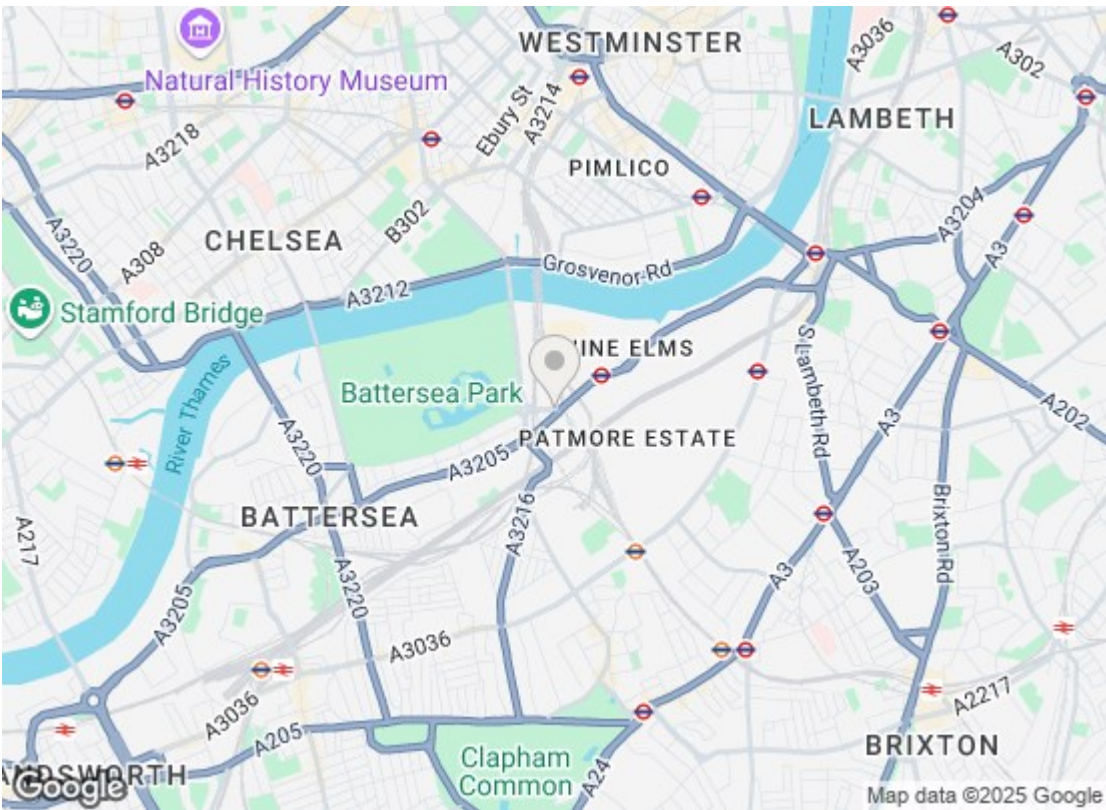 WESTMINSTER
A3036
A302
Natural History Museum
LAMBETH
Ebury St
A3214
A3218
PIMLICO
B302
A3204
A3220
A308
CHELSEA
A3
Grosvenor Rd
A3212
Stamford Bridge
NINE ELMS
S Lambeth Rd
River Thames
Battersea Park
A202
A3220
PATMORE ESTATE
A3
A3205
BATTERSEA
A3216
A217
Brixton Rd
A3220
A3
A203
A3205
A3036
A3036
A2217
A205
BRIXTON
Clapham
Common
A24
ANDSWORTH
Google
Map data ©2025 Google